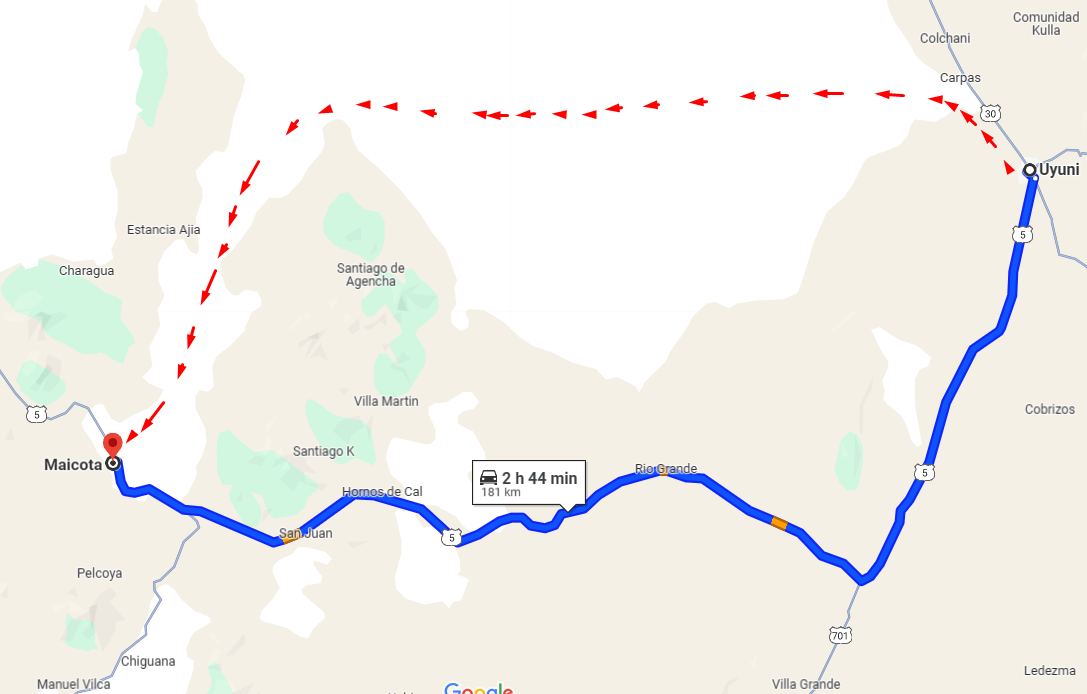 Comunidad
Kulla
Colchani
Carpas
30
Uyuni
Estancia Ajia
5
Charagua
Santiago de
Agencha
Villa Martin
5
Cobrizos
Santiago K
Maicota
2 h 44 min
181 km
Rio Grande
5
Hornos de Cal
San Juan
5
Pelcoya
701
Chiguana
Ledezma
Manuel Vilca
Villa Grande
Google